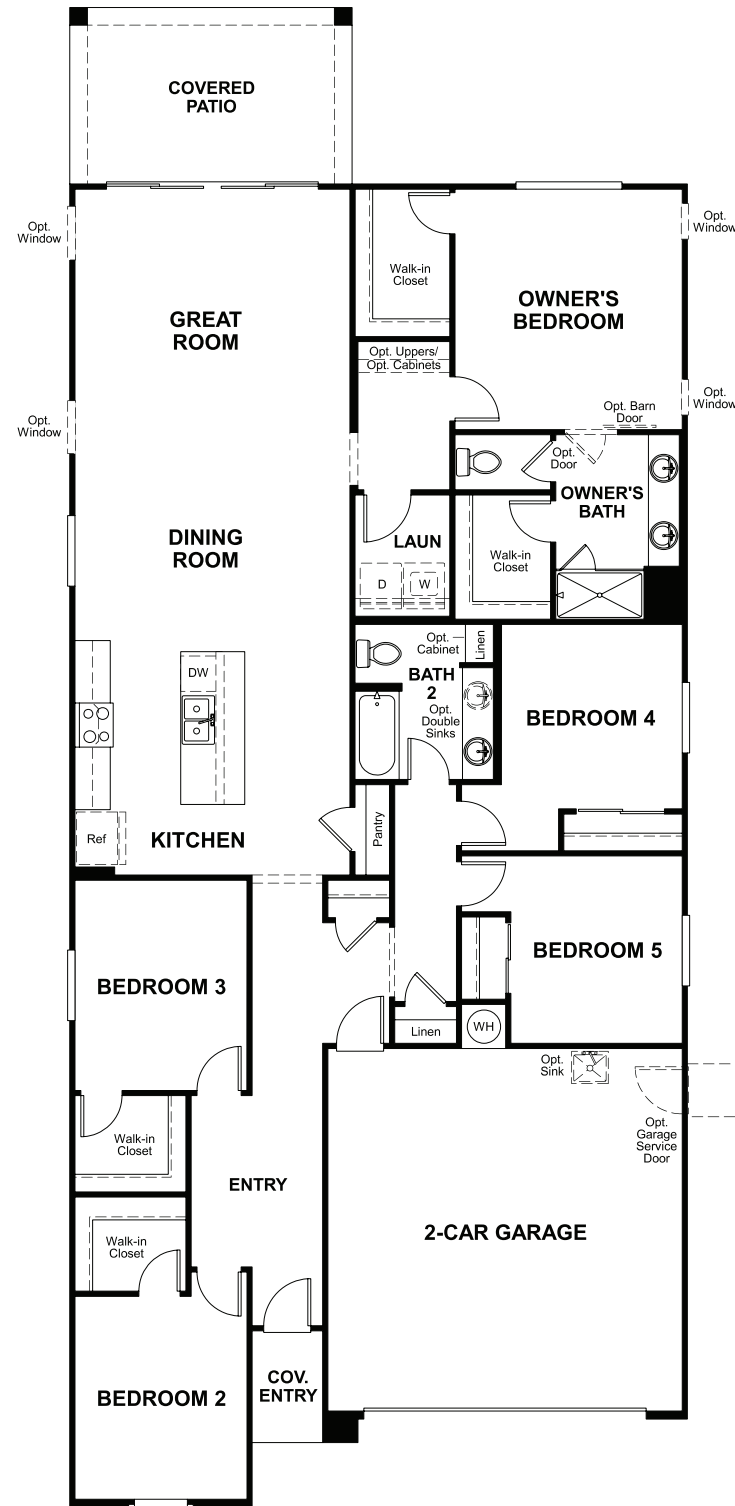 COVERED
PATIO
Opt.
Window
Opt.
Window
Walk-in
Closet
OWNER'S
BEDROOM
GREAT
ROOM
Opt. Uppers/
Opt. Cabinets
Opt.
Window
Opt.
Window
Opt. Barn
Door
Opt.
Door
OWNER'S
BATH
DINING
ROOM
LAUN
Walk-in
Closet
D
W
Opt.
Cabinet
Linen
BATH
2
Opt.
Double
Sinks
DW
BEDROOM 4
Pantry
Ref
KITCHEN
BEDROOM 5
BEDROOM 3
Linen
WH
Opt.
Sink
Opt.
Garage
Service
Door
Walk-in
Closet
ENTRY
2-CAR GARAGE
Walk-in
Closet
COV.
ENTRY
BEDROOM 2